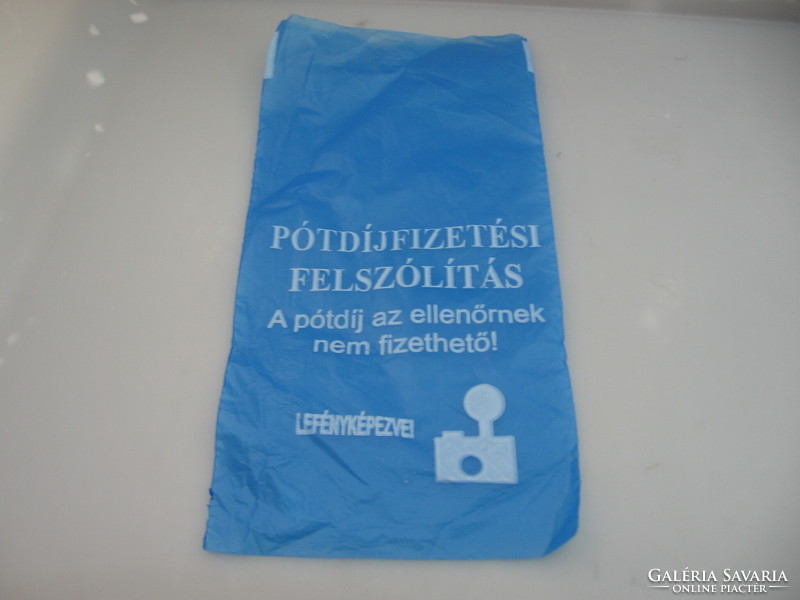 PÓTDÍJFIZETÉSI
FELSZÓLÍTÁS
A pótdíj az ellenőrnek
nem fizethető!
LEFÉNYKÉPEZVE!
GALÉRIA SAVARIA
ONLINE PIACTÉR